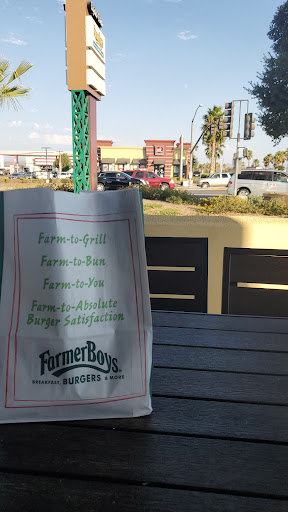 Farm-to-Grill
Farm-to-Bun
Farm-to-You
Farm-to-Absolute
Burger Satisfaction
FarmerBoys
BREAKFAST BURGERS & MORE